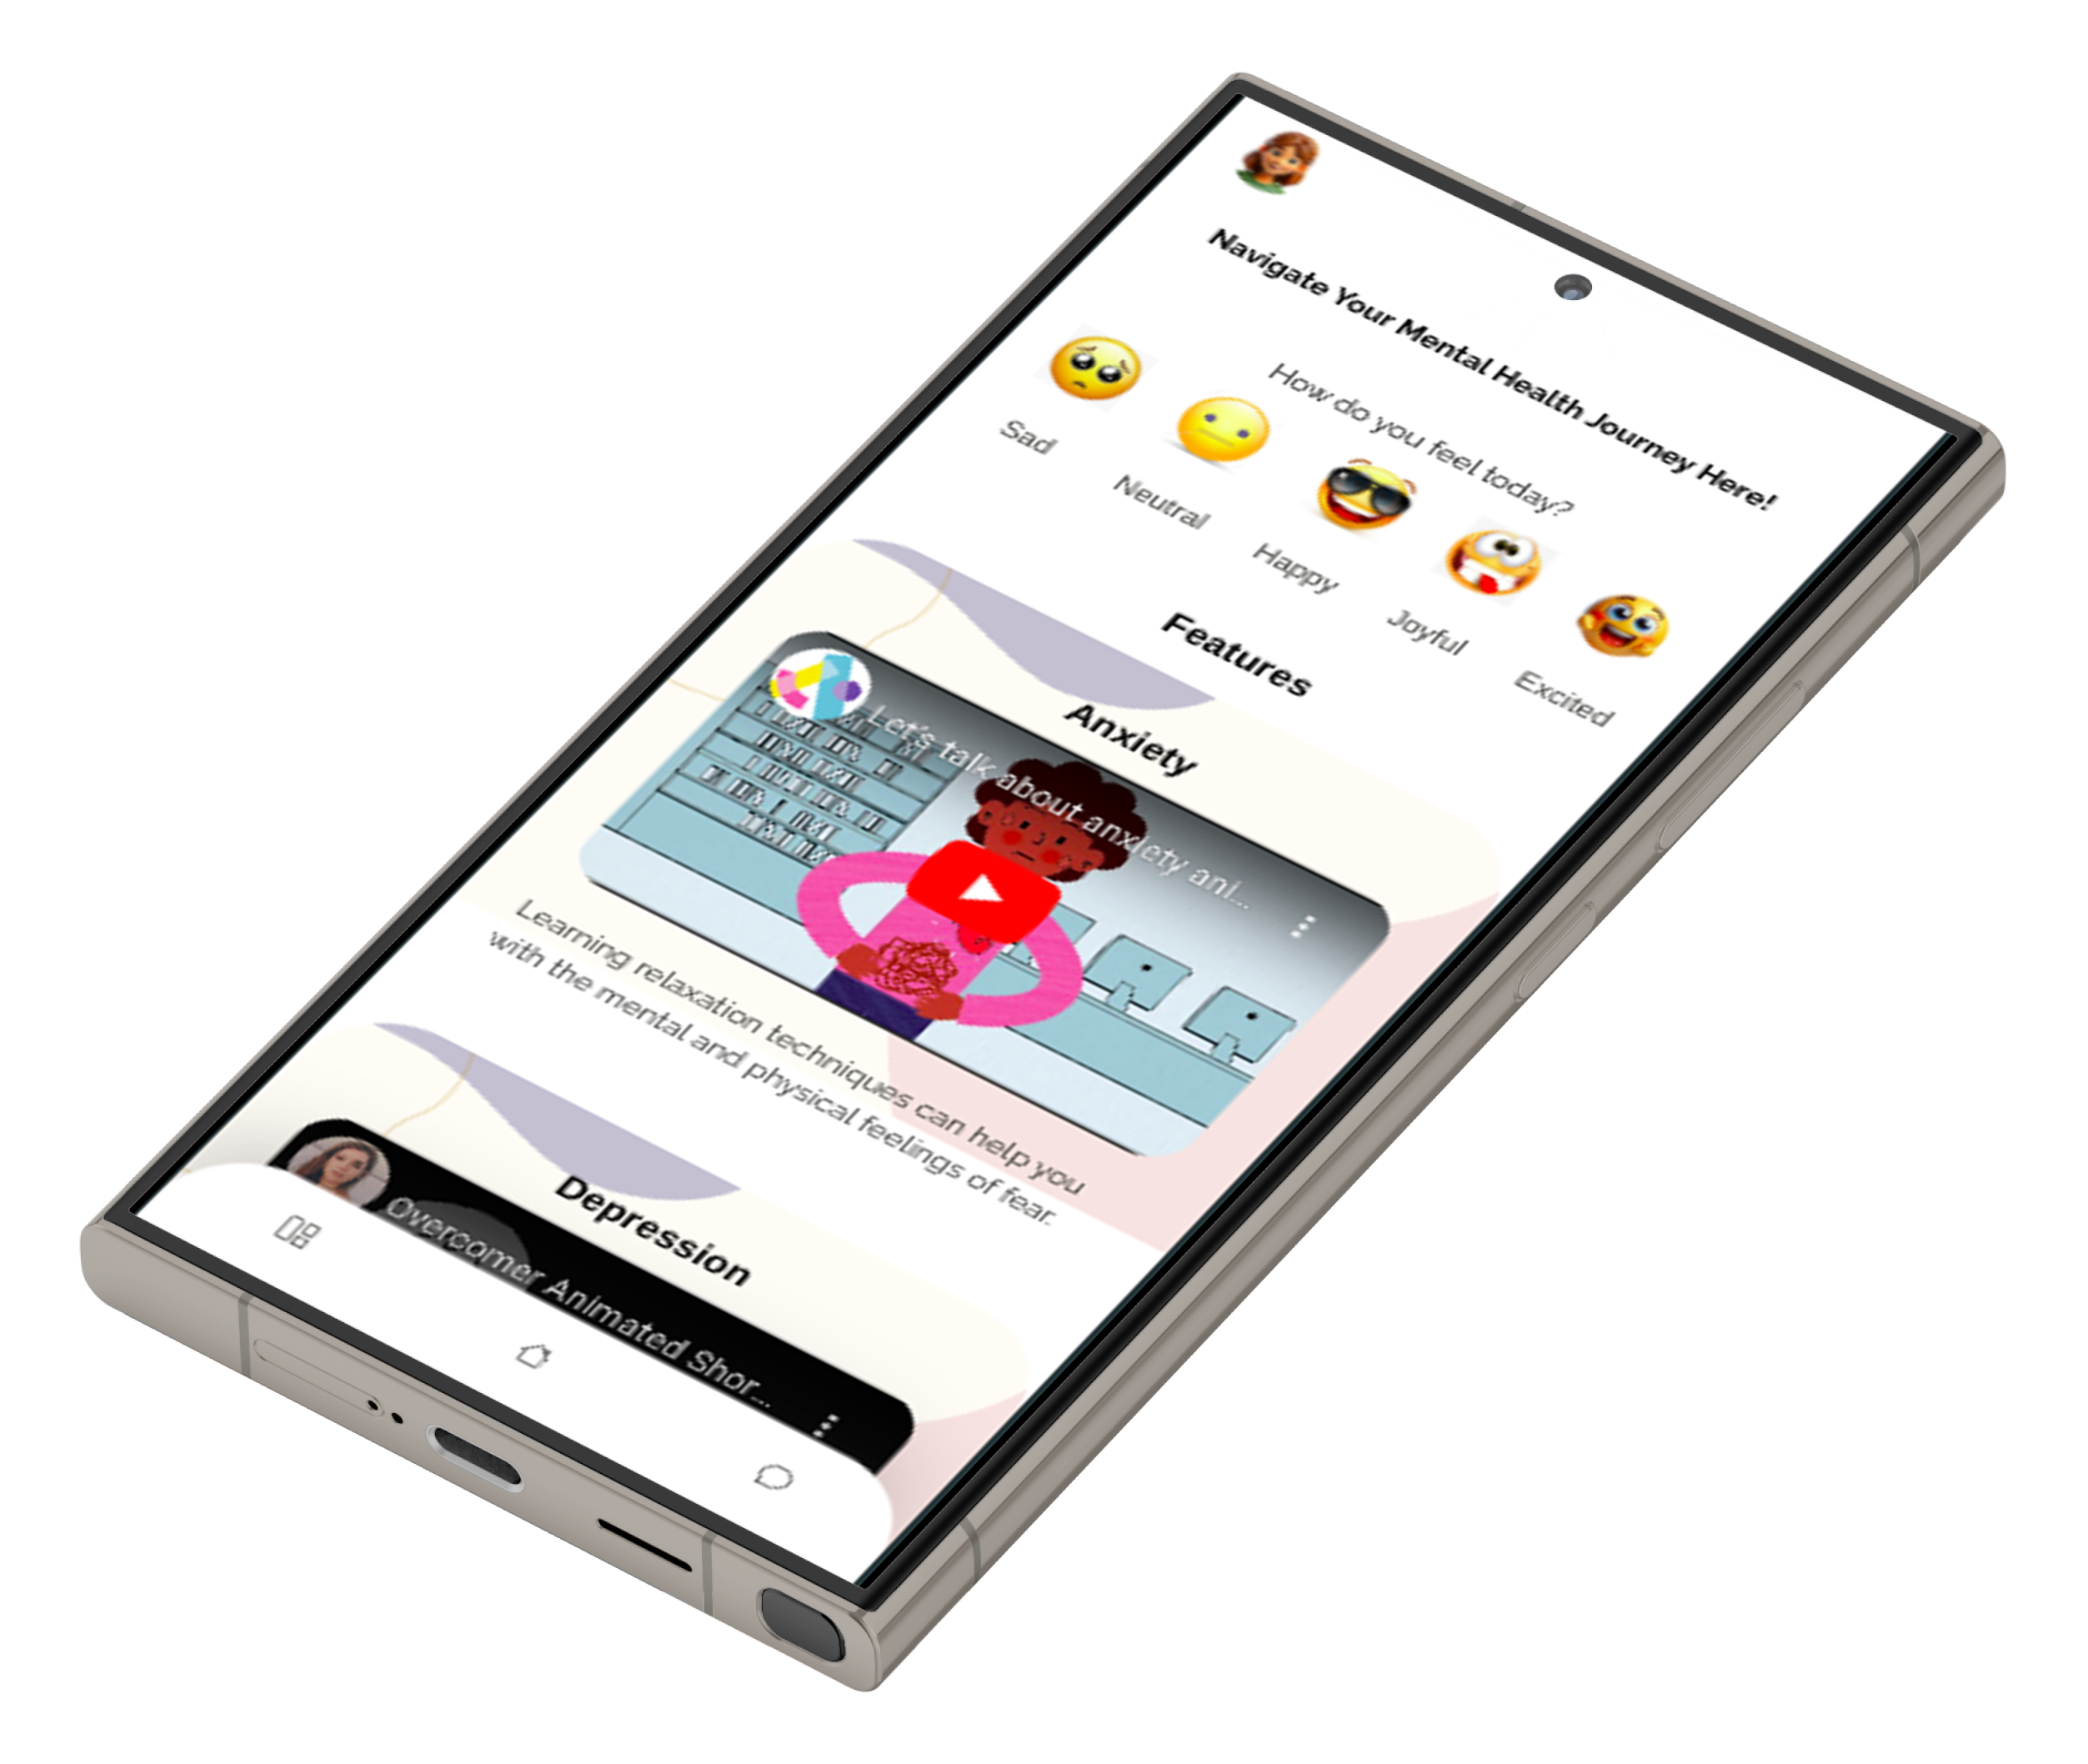 Navigate Your Mental Health Journey Here!
How do you feel today?
Sad
Neutral
Happy
Joyful
Excited
Features
Anxiety
Let's talk about anxiety ani...
Learning relaxation techniques can help you
with the mental and physical feelings of fear.
Depression
Overcomer Animated Shor...